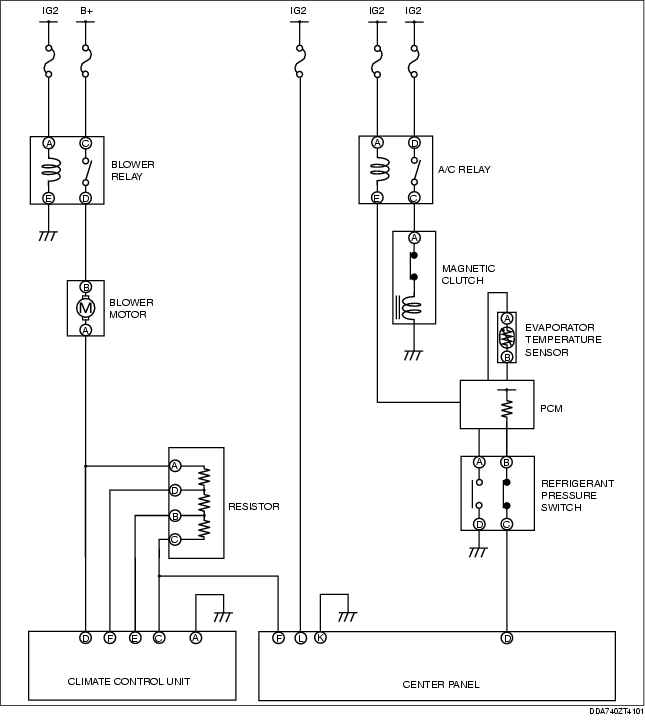 IG2 B+ IG2 IG2 IG2
A C
BLOWER
RELAY
E D
A D
A/C RELAY
E C
A
MAGNETIC
CLUTCH
B
M
BLOWER
MOTOR
A
A
EVAPORATOR
TEMPERATURE
SENSOR
B
PCM
A
D
B
C
RESISTOR
A B
REFRIGERANT
PRESSURE
SWITCH
D C
D F E C A
F L K D
CLIMATE CONTROL UNIT
CENTER PANEL
DDA740ZT4101